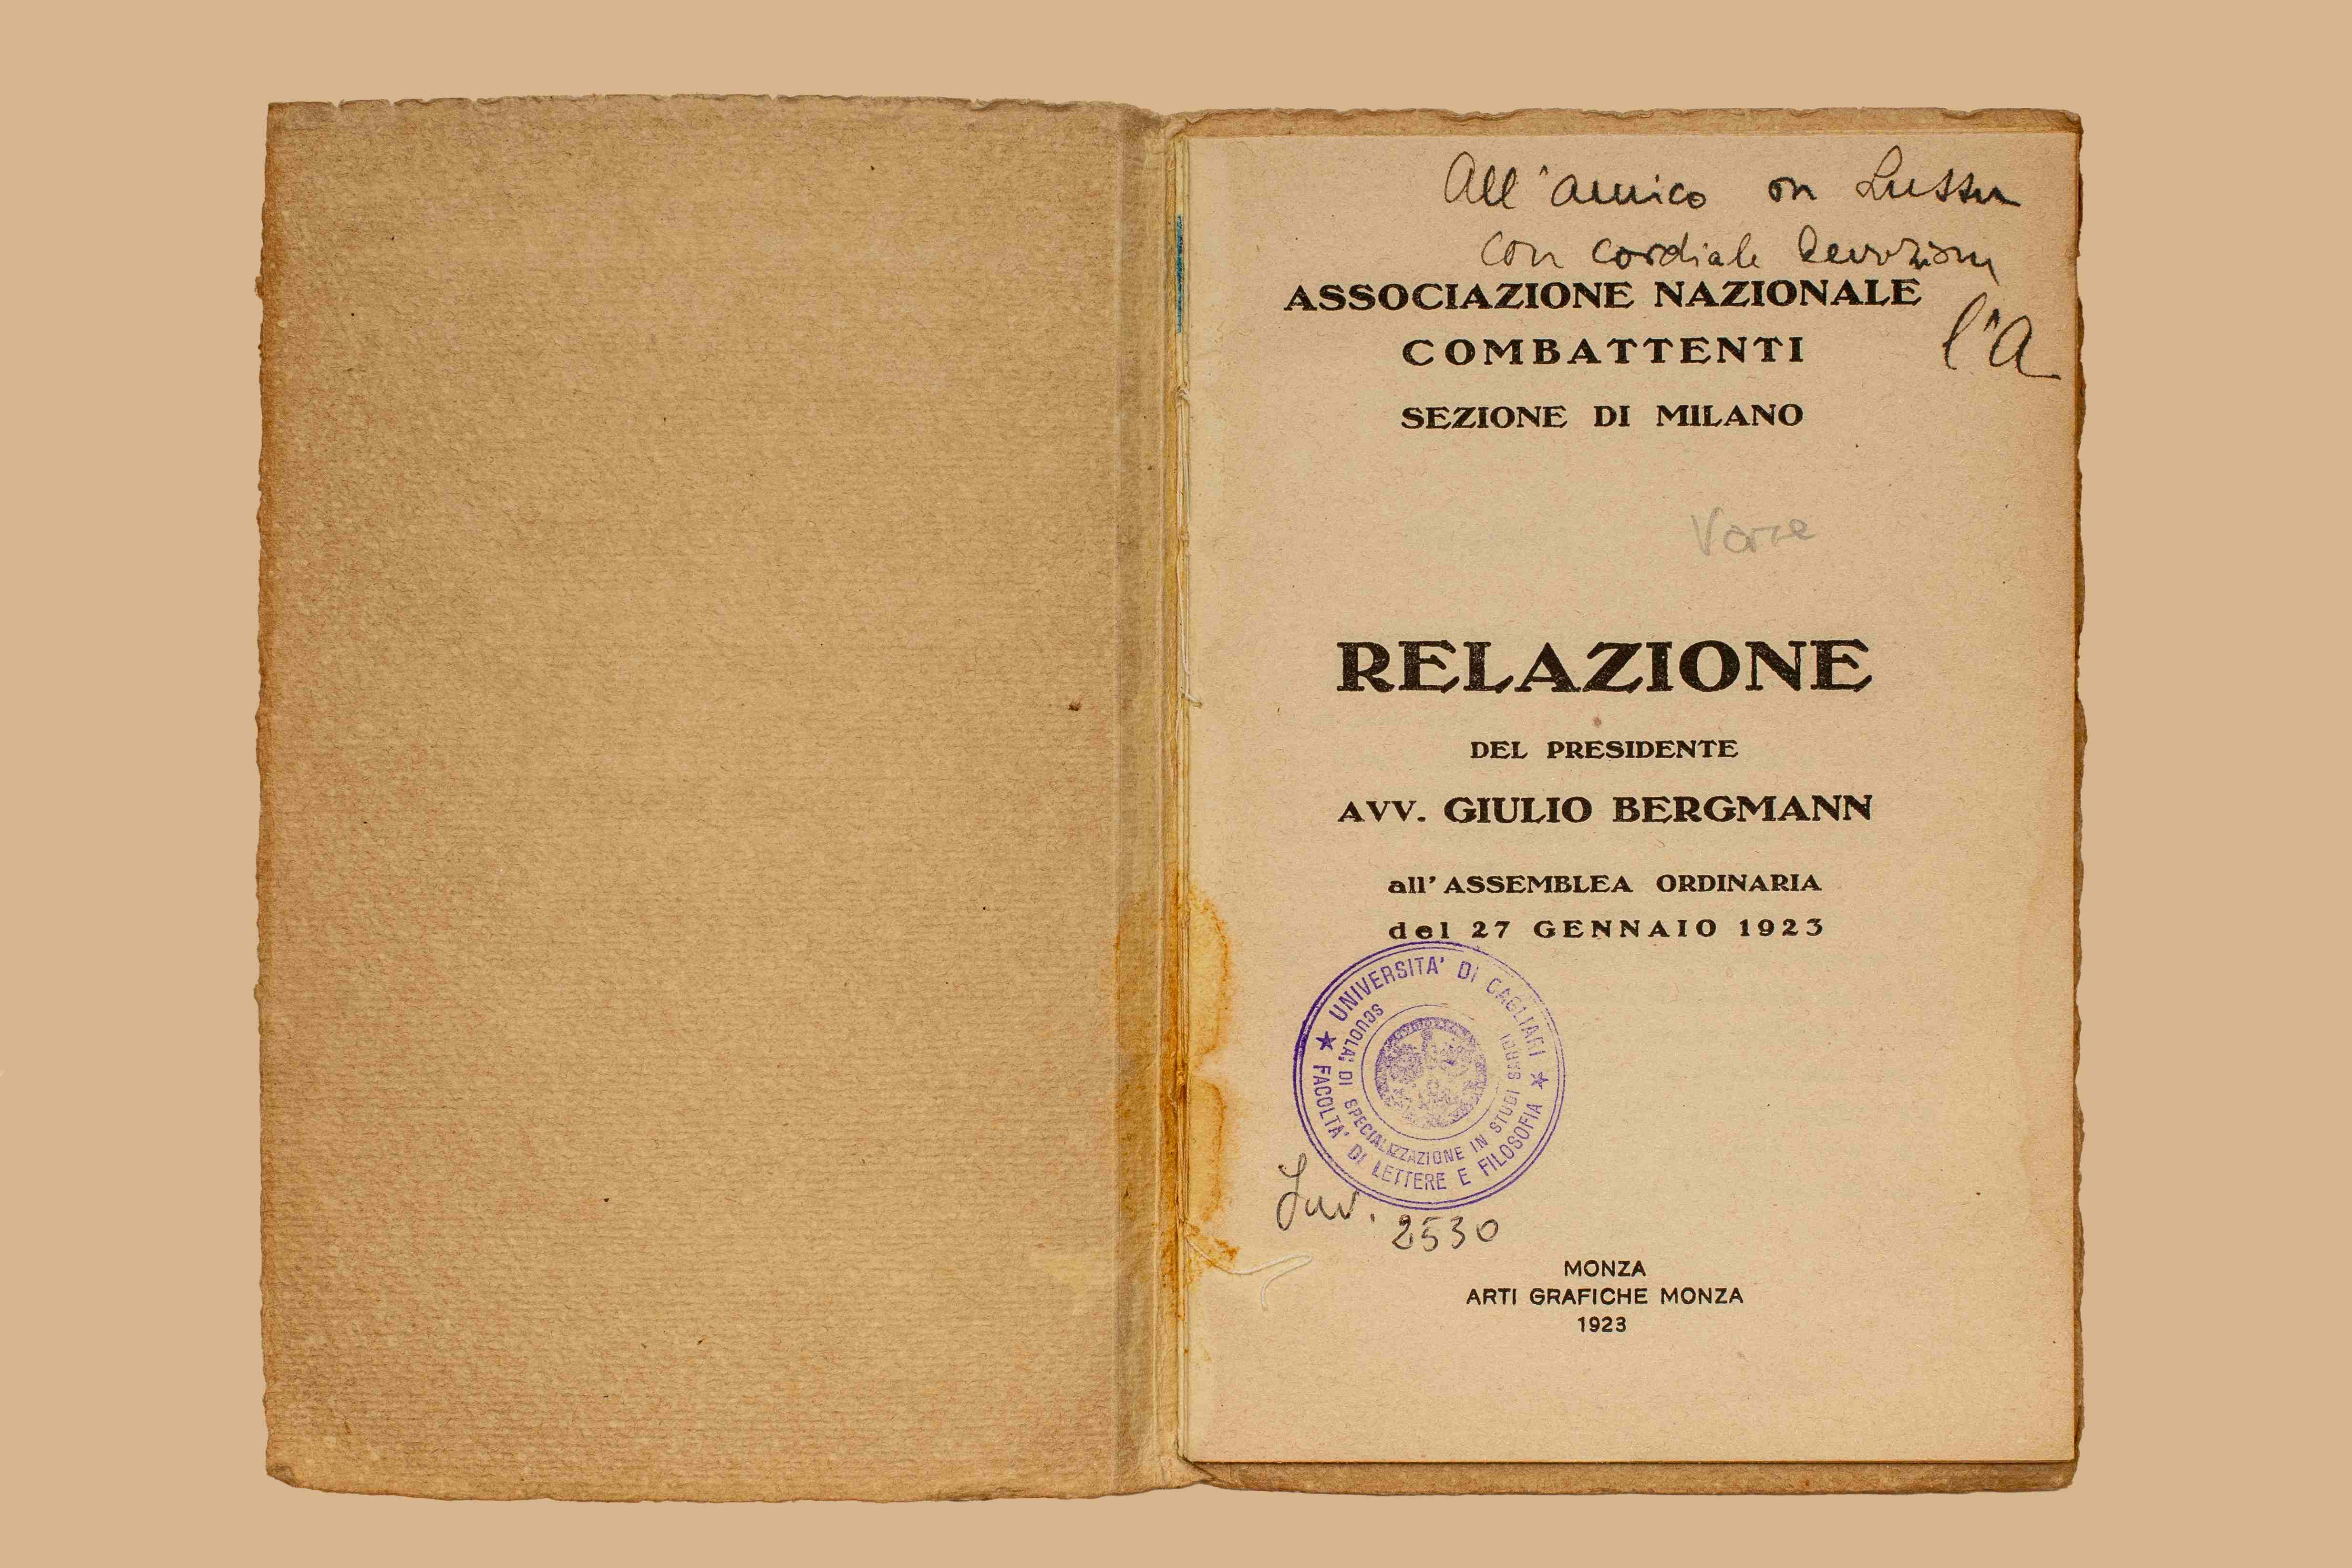 All'amico on Lussu
con cordiale devozione
ASSOCIAZIONE NAZIONALE
l'A
COMBATTENTI
SEZIONE DI MILANO
RELAZIONE
DEL PRESIDENTE
AVV. GIULIO BERGMANN
all' ASSEMBLEA ORDINARIA
del 27 GENNAIO 1923
★ UNIVERSITA' DI CAGLIARI ★
FACOLTA' DI LETTERE E FILOSOFIA
SCUOLA DI SPECIALIZZAZIONE IN STUDI SARDI
Inv. 2530
MONZA
ARTI GRAFICHE MONZA
1923